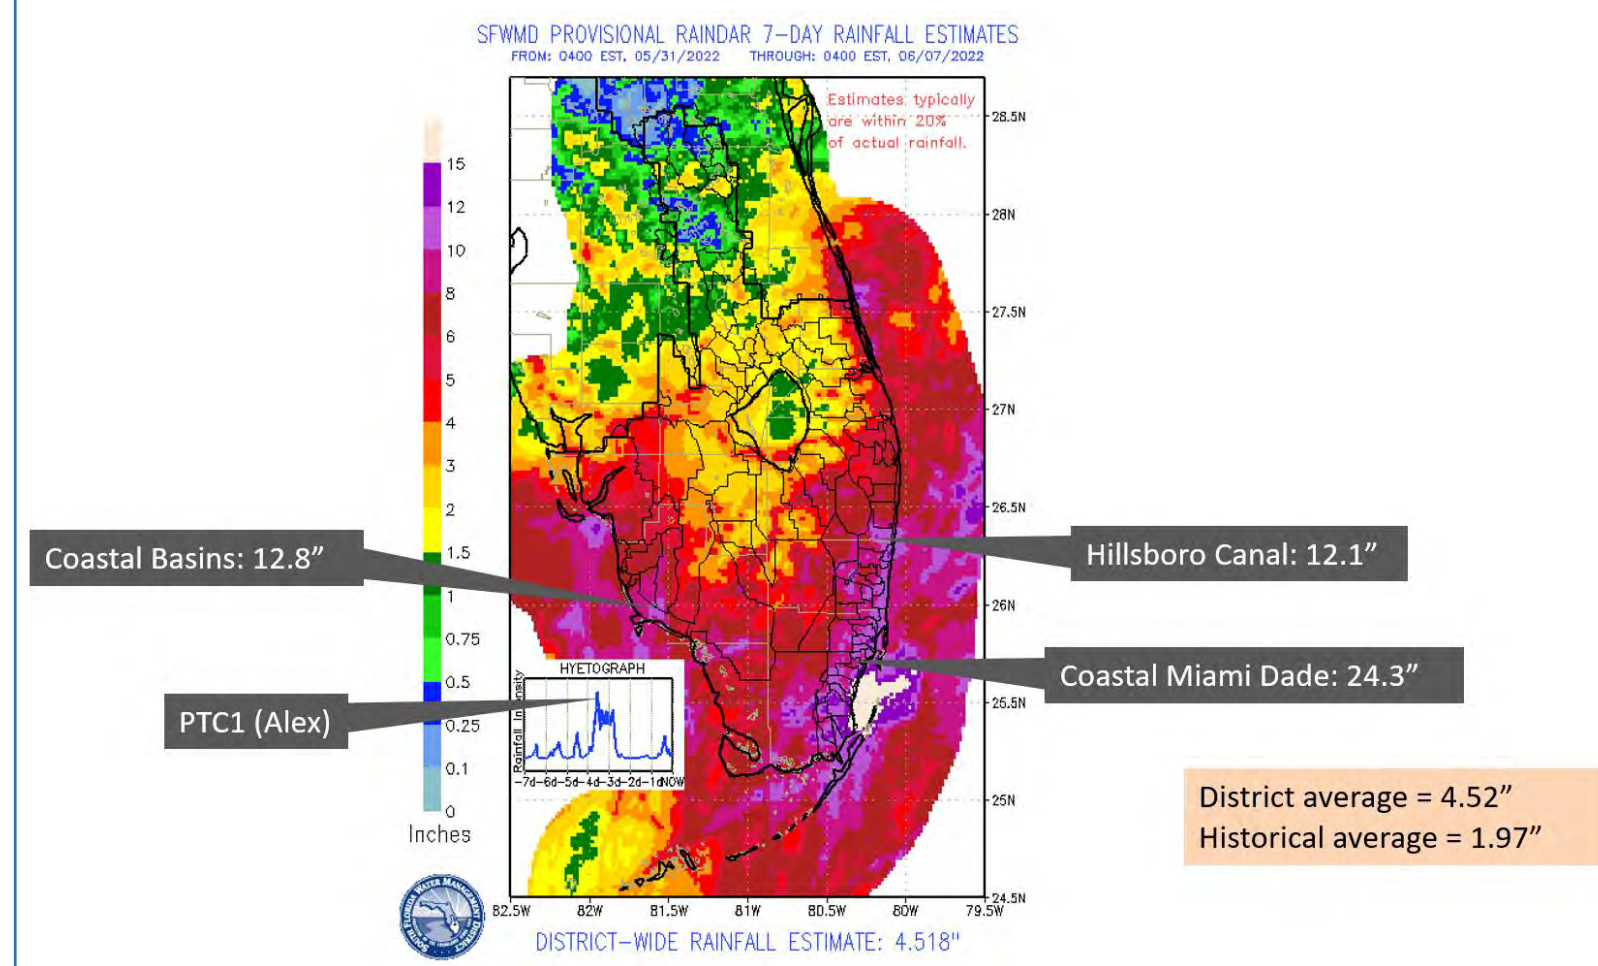 SFWMD PROVISIONAL RAINDAR 7-DAY RAINFALL ESTIMATES
FROM: 0400 EST, 05/31/2022 THROUGH: 0400 EST, 06/07/2022
Estimates typically
are within 20%
of actual rainfall.
15
12
10
8
6
5
4
3
2
1.5
1
0.75
0.5
0.25
0.1
0
Inches
28.5N
28N
27.5N
27N
26.5N
26N
25.5N
25N
24.5N
82.5W 82W 81.5W 81W 80.5W 80W 79.5W
Coastal Basins: 12.8”
Hillsboro Canal: 12.1”
Coastal Miami Dade: 24.3”
PTC1 (Alex)
HYETOGRAPH
Rainfall Intensity
-7d-6d-5d-4d-3d-2d-1dNOW
District average = 4.52”
Historical average = 1.97”
SOUTH FLORIDA WATER MANAGEMENT DISTRICT
DISTRICT-WIDE RAINFALL ESTIMATE: 4.518"